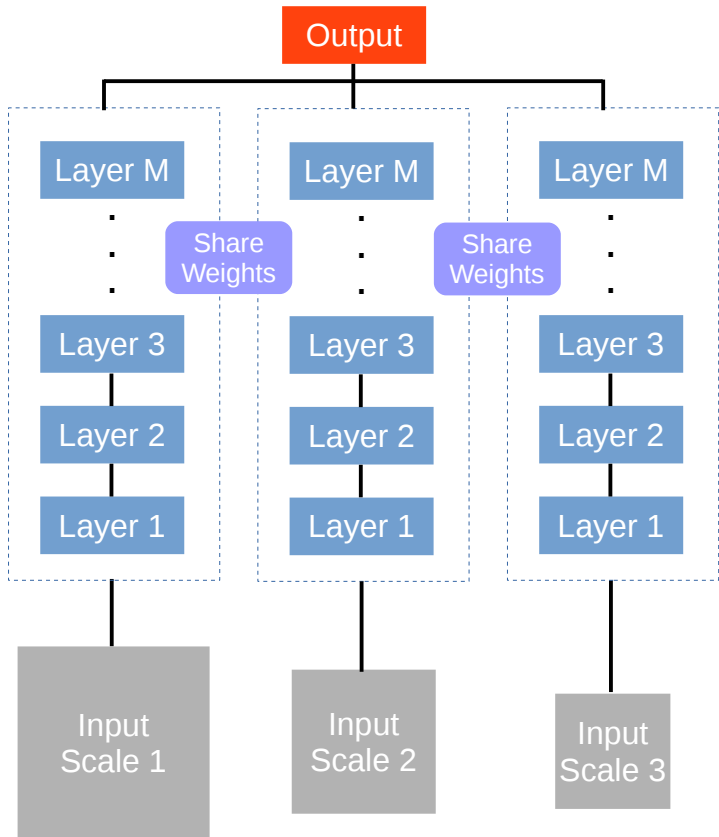 Output
Layer M
Layer M
Layer M
Share
Weights
Share
Weights
Layer 3
Layer 3
Layer 3
Layer 2
Layer 2
Layer 2
Layer 1
Layer 1
Layer 1
Input
Scale 1
Input
Scale 2
Input
Scale 3